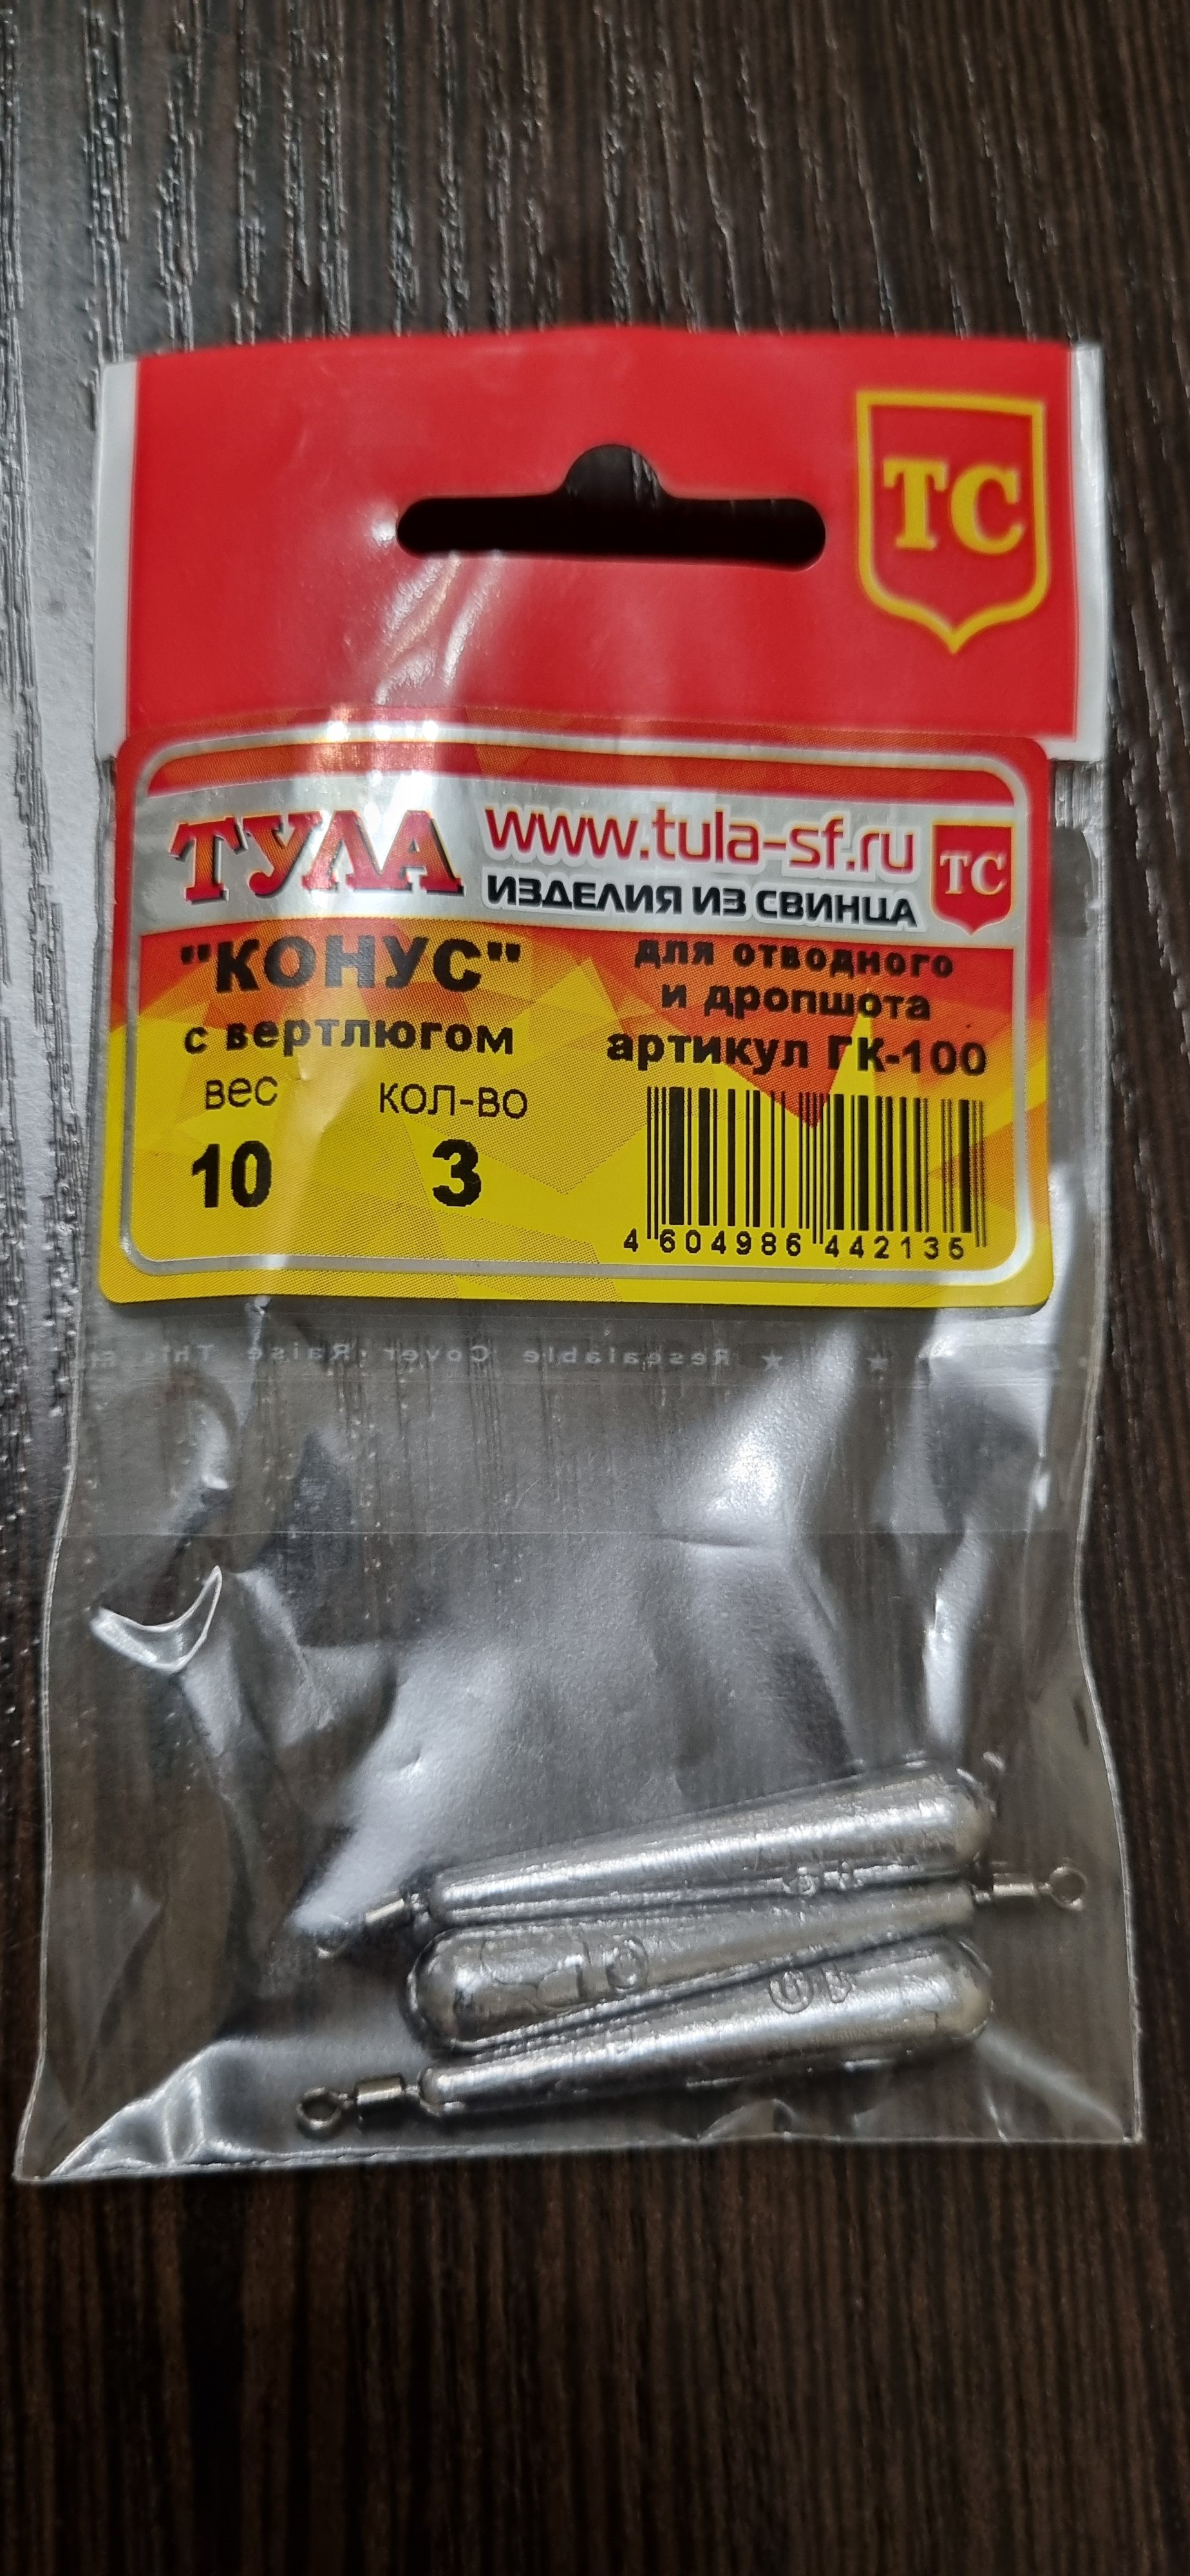 ТС
ТУЛА
www.tula-sf.ru
ИЗДЕЛИЯ ИЗ СВИНЦА
ТС
"КОНУС"
с вертлюгом
для отводного
и дропшота
артикул ГК-100
вес
кол-во
10
3
4 604986 442135
Resealable Cover Raise This
10
10